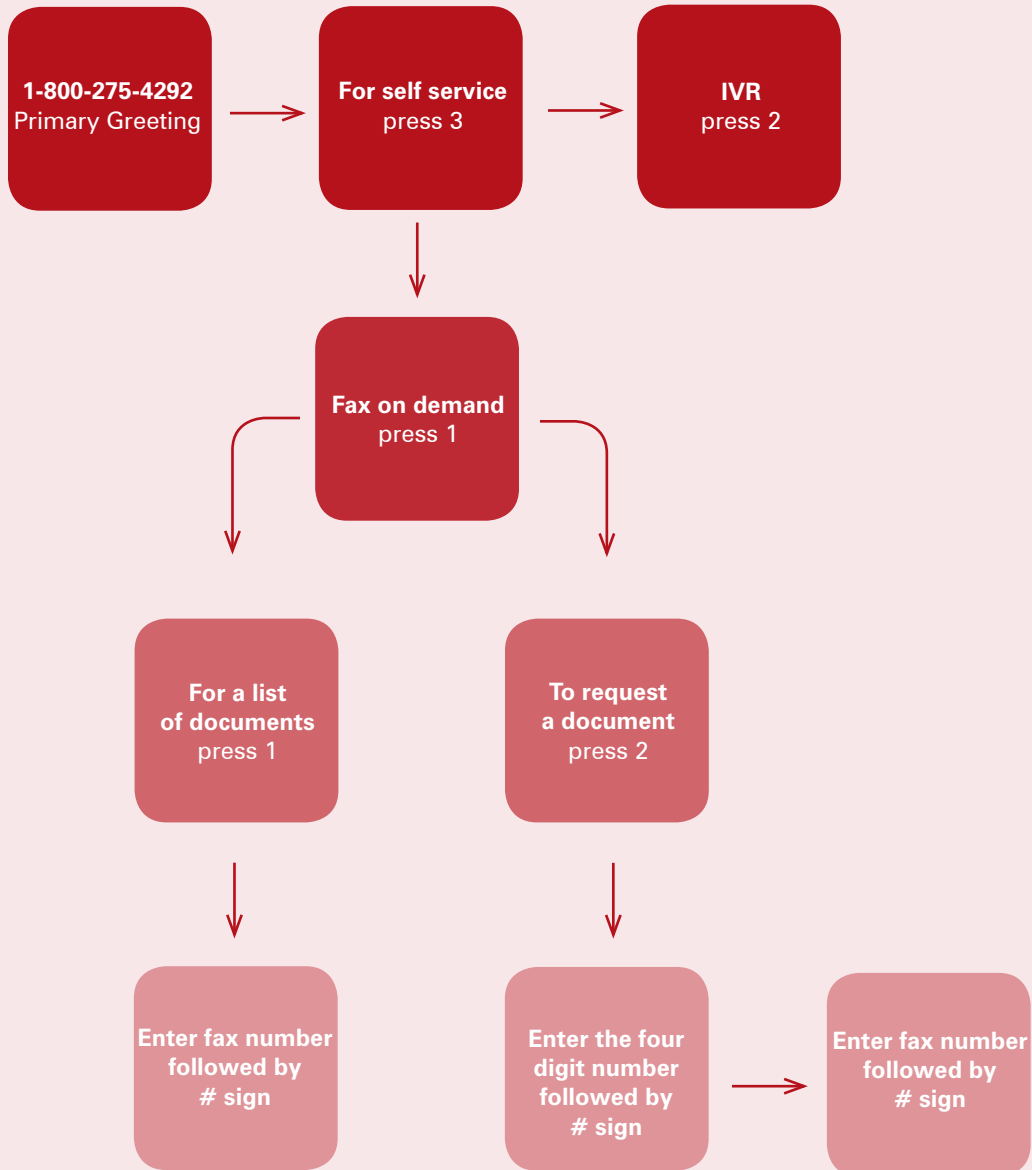 1-800-275-4292
Primary Greeting
For self service
press 3
IVR
press 2
Fax on demand
press 1
For a list
of documents
press 1
To request
a document
press 2
Enter fax number
followed by
# sign
Enter the four
digit number
followed by
# sign
Enter fax number
followed by
# sign